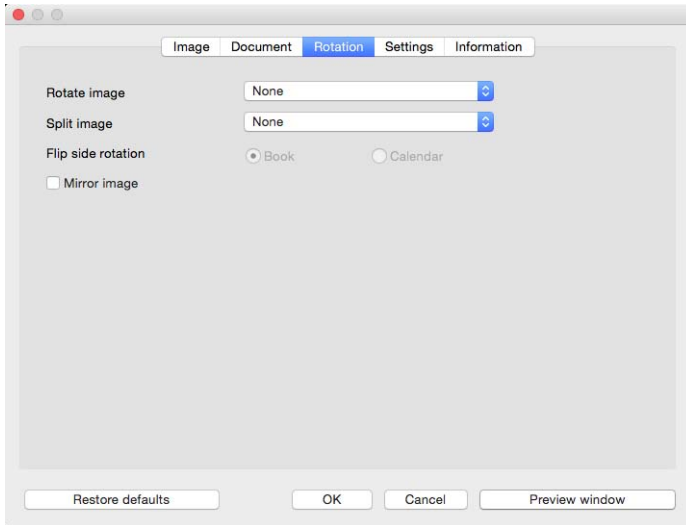 Image Document Rotation Settings Information
Rotate image None
Split image None
Flip side rotation Book Calendar
Mirror image
Restore defaults OK Cancel Preview window